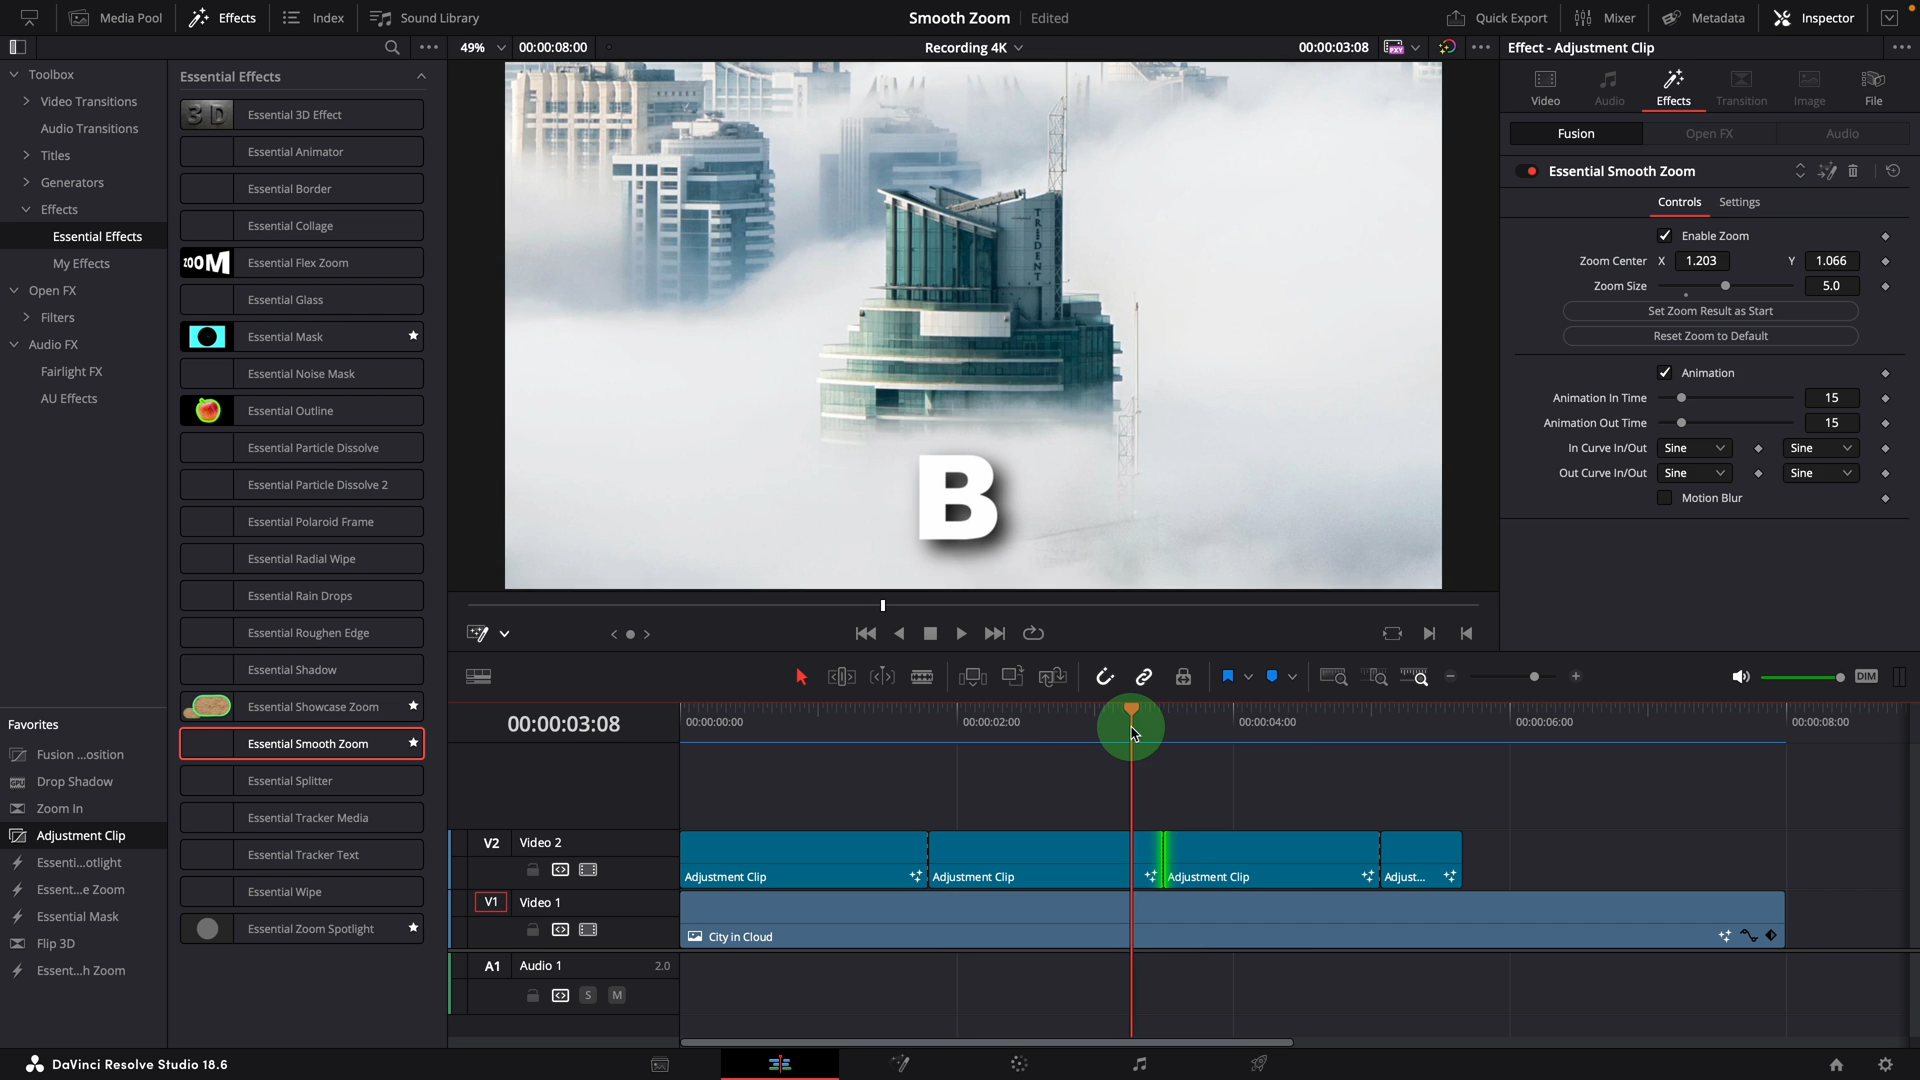 Media Pool
Effects
Index
Sound Library
Smooth Zoom
Edited
Quick Export
Mixer
Metadata
Inspector
49%
00:00:08:00
Recording 4K
00:00:03:08
Effect - Adjustment Clip
Toolbox
Video Transitions
Audio Transitions
Titles
Generators
Effects
Essential Effects
My Effects
Open FX
Filters
Audio FX
Fairlight FX
AU Effects
Favorites
Fusion ...osition
Drop Shadow
Zoom In
Adjustment Clip
Essenti...otlight
Essent...e Zoom
Essential Mask
Flip 3D
Essent...h Zoom
Essential Effects
3D
Essential 3D Effect
Essential Animator
Essential Border
Essential Collage
ZOOM
Essential Flex Zoom
Essential Glass
Essential Mask
Essential Noise Mask
Essential Outline
Essential Particle Dissolve
Essential Particle Dissolve 2
Essential Polaroid Frame
Essential Radial Wipe
Essential Rain Drops
Essential Roughen Edge
Essential Shadow
Essential Showcase Zoom
Essential Smooth Zoom
Essential Splitter
Essential Tracker Media
Essential Tracker Text
Essential Wipe
Essential Zoom Spotlight
TRIDENT
B
Video
Audio
Effects
Transition
Image
File
Fusion
Open FX
Audio
Essential Smooth Zoom
Controls
Settings
Enable Zoom
Zoom Center X 1.203 Y 1.066
Zoom Size 5.0
Set Zoom Result as Start
Reset Zoom to Default
Animation
Animation In Time 15
Animation Out Time 15
In Curve In/Out Sine Sine
Out Curve In/Out Sine Sine
Motion Blur
DIM
00:00:03:08
00:00:00:00
00:00:02:00
00:00:04:00
00:00:06:00
00:00:08:00
V2 Video 2
Adjustment Clip
Adjustment Clip
Adjustment Clip
Adjust...
V1 Video 1
City in Cloud
A1 Audio 1 2.0
S M
DaVinci Resolve Studio 18.6